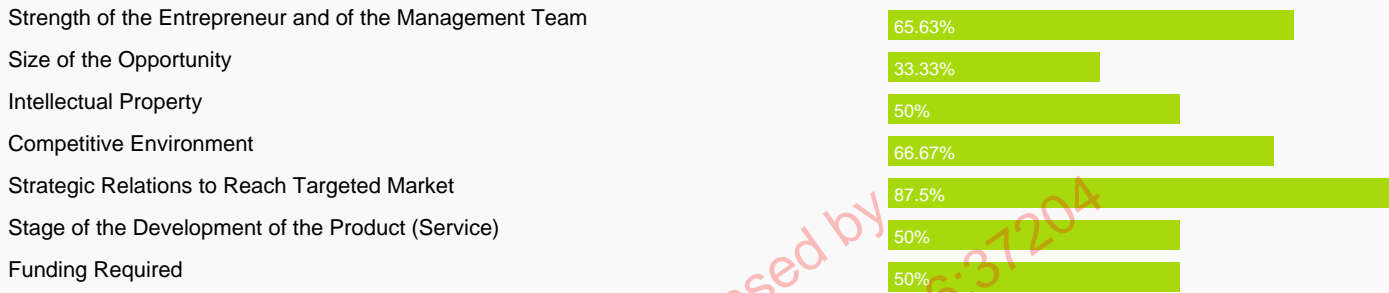 Strength of the Entrepreneur and of the Management Team
65.63%
Size of the Opportunity
33.33%
Intellectual Property
50%
Competitive Environment
66.67%
Strategic Relations to Reach Targeted Market
87.5%
Stage of the Development of the Product (Service)
50%
Funding Required
50%